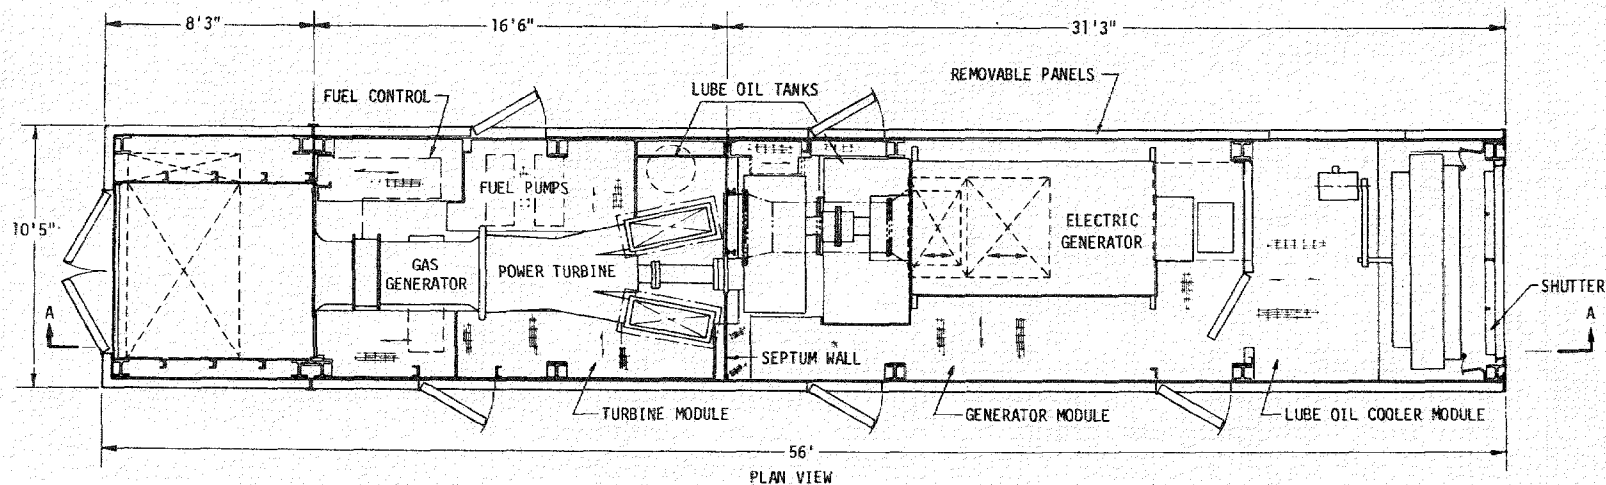 8'3" 16'6" 31'3"
REMOVABLE PANELS
LUBE OIL TANKS
FUEL CONTROL
FUEL PUMPS
10'5"
ELECTRIC
GENERATOR
GAS
GENERATOR
POWER TURBINE
SHUTTER
A A
SEPTUM WALL
TURBINE MODULE GENERATOR MODULE LUBE OIL COOLER MODULE
56'
PLAN VIEW